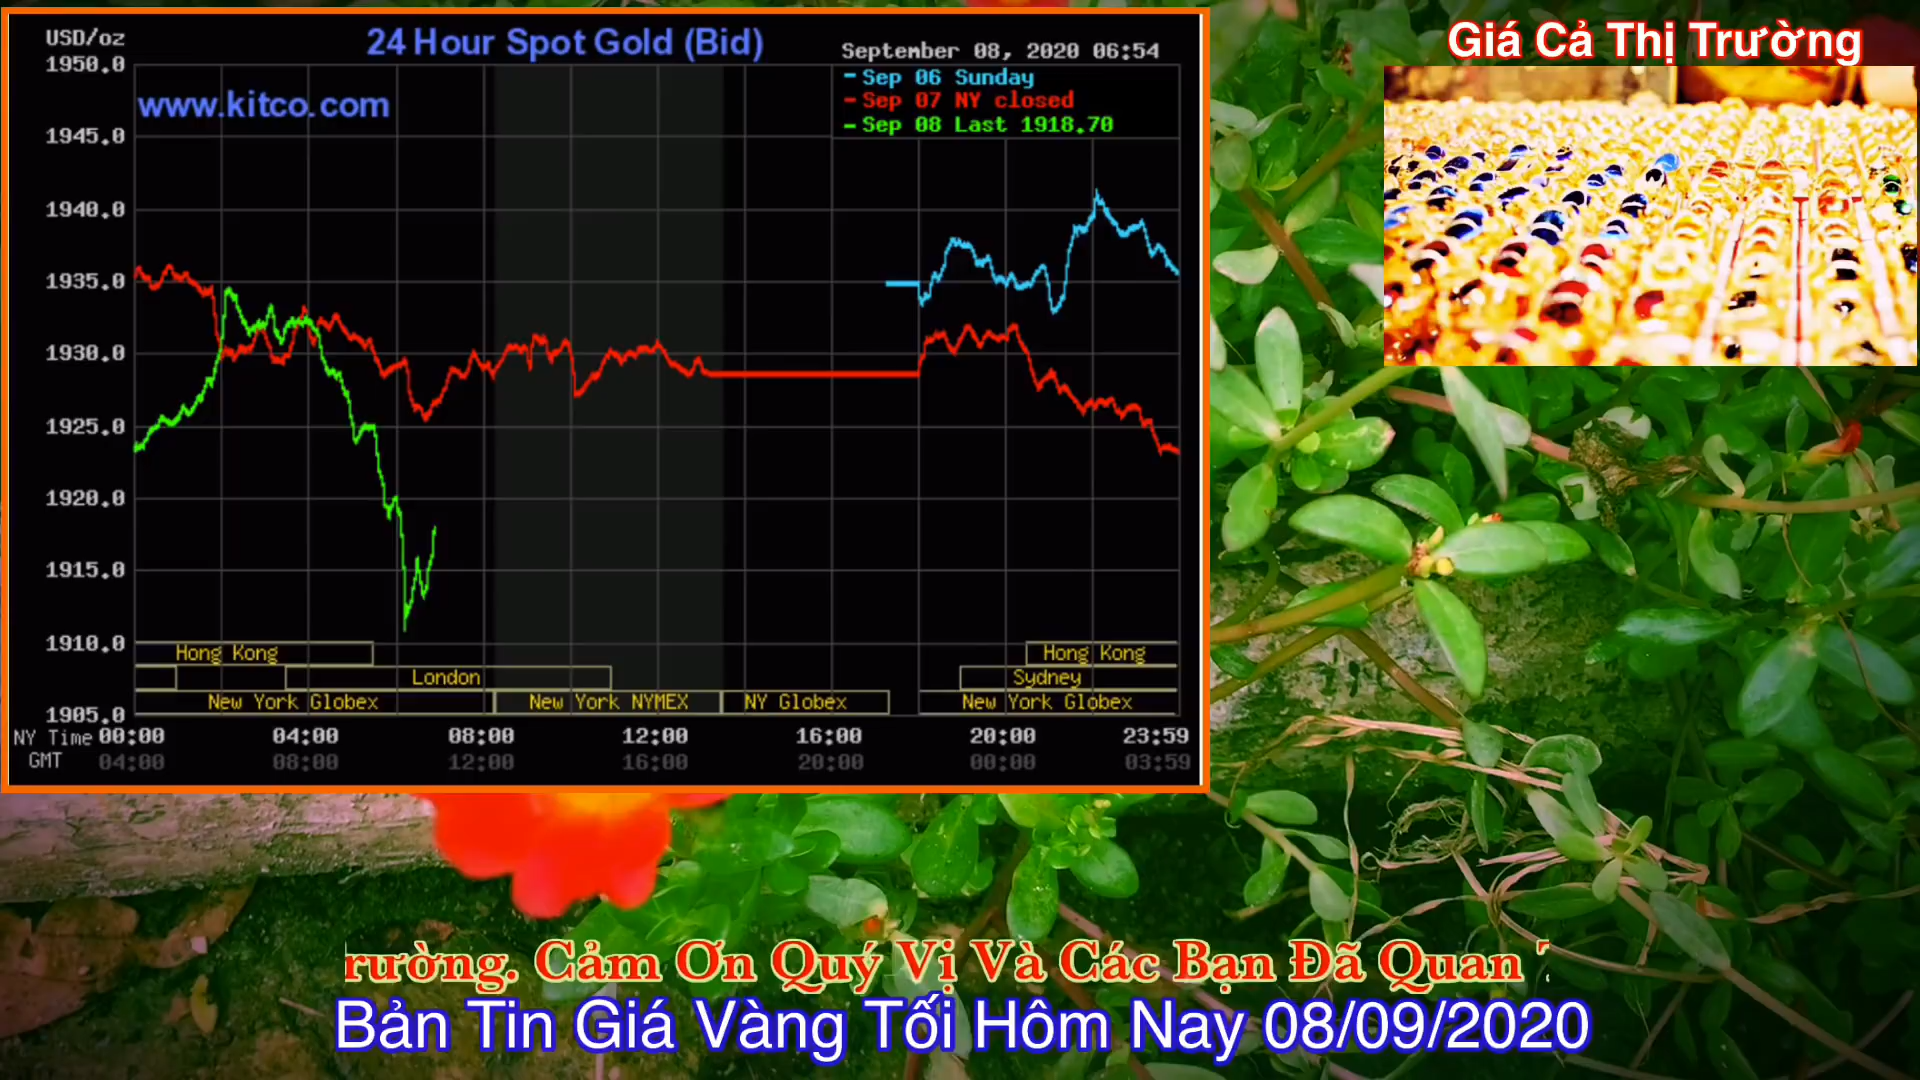 USD/oz
24 Hour Spot Gold (Bid)
September 08, 2020 06:54
www.kitco.com
Sep 06 Sunday
Sep 07 NY closed
Sep 08 Last 1918.70
1950.0
1945.0
1940.0
1935.0
1930.0
1925.0
1920.0
1915.0
1910.0
1905.0
Hong Kong
Hong Kong
London
Sydney
New York Globex
New York NYMEX
NY Globex
New York Globex
NY Time 00:00 04:00 08:00 12:00 16:00 20:00 23:59
GMT 04:00 08:00 12:00 16:00 20:00 00:00 03:59
Giá Cả Thị Trường
rường. Cảm Ơn Quý Vị Và Các Bạn Đã Quan
Bản Tin Giá Vàng Tối Hôm Nay 08/09/2020